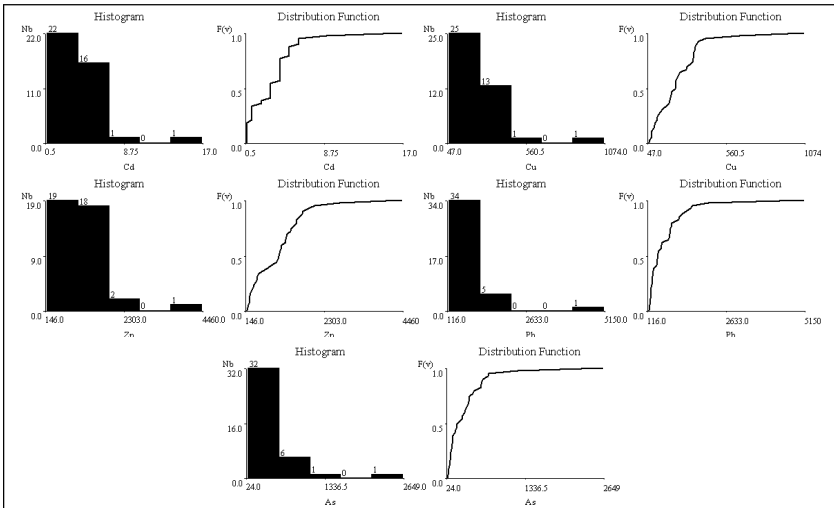 Histogram
Nb
22.0
11.0
0.0
22
16
1
0
1
0.5
8.75
17.0
Cd
Distribution Function
F(v)
1.0
0.5
0.0
0.5
8.75
17.0
Cd
Histogram
Nb
25.0
12.0
0.0
25
13
1
0
1
47.0
560.5
1074.0
Cu
Distribution Function
F(v)
1.0
0.5
0.0
47.0
560.5
1074
Cu
Histogram
Nb
19.0
9.0
0.0
19
18
2
0
1
146.0
2303.0
4460.0
Zn
Distribution Function
F(v)
1.0
0.5
0.0
146.0
2303.0
4460
Zn
Histogram
Nb
34.0
17.0
0.0
34
5
0
0
1
116.0
2633.0
5150.0
Pb
Distribution Function
F(v)
1.0
0.5
0.0
116.0
2633.0
5150
Pb
Histogram
Nb
32.0
16.0
0.0
32
6
1
0
1
24.0
1336.5
2649.0
As
Distribution Function
F(v)
1.0
0.5
0.0
24.0
1336.5
2649
As